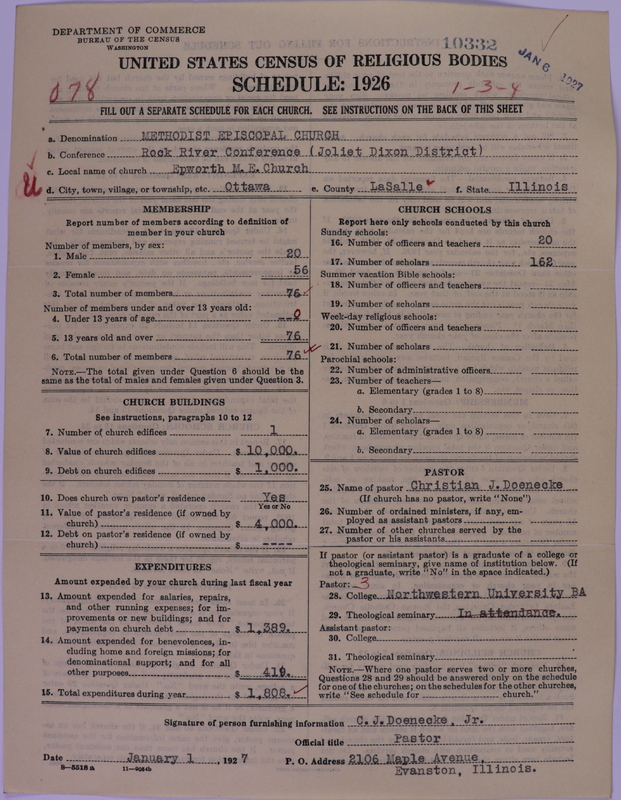 DEPARTMENT OF COMMERCE
BUREAU OF THE CENSUS
WASHINGTON
10332
JAN 6 1927
UNITED STATES CENSUS OF RELIGIOUS BODIES
SCHEDULE: 1926
078
1-3-4
FILL OUT A SEPARATE SCHEDULE FOR EACH CHURCH. SEE INSTRUCTIONS ON THE BACK OF THIS SHEET
a. Denomination METHODIST EPISCOPAL CHURCH
b. Conference Rock River Conference (Joliet Dixon District)
c. Local name of church Epworth M.E.Church
d. City, town, village, or township, etc. Ottawa e. County LaSalle f. State Illinois
MEMBERSHIP
Report number of members according to definition of
member in your church
Number of members, by sex:
1. Male 20
2. Female 56
3. Total number of members 76
Number of members under and over 13 years old:
4. Under 13 years of age 0
5. 13 years old and over 76
6. Total number of members 76
NOTE.—The total given under Question 6 should be
same as the total of males and females given under Question 3.
CHURCH BUILDINGS
See instructions, paragraphs 10 to 12
7. Number of church edifices 1
8. Value of church edifices $ 10,000.
9. Debt on church edifices $ 1,000.
10. Does church own pastor's residence Yes
Yes or No
11. Value of pastor's residence (if owned by
church) $ 4,000.
12. Debt on pastor's residence (if owned by
church) $ ----
EXPENDITURES
Amount expended by your church during last fiscal year
13. Amount expended for salaries, repairs,
and other running expenses; for im-
provements or new buildings; and for
payments on church debt $ 1,389.
14. Amount expended for benevolences, in-
cluding home and foreign missions; for
denominational support; and for all
other purposes $ 419.
15. Total expenditures during year $ 1,808.
CHURCH SCHOOLS
Report here only schools conducted by this church
Sunday schools:
16. Number of officers and teachers 20
17. Number of scholars 162
Summer vacation Bible schools:
18. Number of officers and teachers
19. Number of scholars
Week-day religious schools:
20. Number of officers and teachers
21. Number of scholars
Parochial schools:
22. Number of administrative officers
23. Number of teachers—
a. Elementary (grades 1 to 8)
b. Secondary
24. Number of scholars—
a. Elementary (grades 1 to 8)
b. Secondary
PASTOR
25. Name of pastor Christian J.Doenecke
(If church has no pastor, write "None")
26. Number of ordained ministers, if any, em-
ployed as assistant pastors
27. Number of other churches served by the
pastor or his assistants
If pastor (or assistant pastor) is a graduate of a college or
theological seminary, give name of institution below. (If
not a graduate, write "No" in the space indicated.)
Pastor: 3
28. College Northwestern University BA
29. Theological seminary In attendance.
Assistant pastor:
30. College
31. Theological seminary
NOTE.—Where one pastor serves two or more churches,
Questions 28 and 29 should be answered only on the schedule
for one of the churches; on the schedules for the other churches,
write "See schedule for church."
Signature of person furnishing information C.J.Doenecke, Jr.
Official title Pastor
Date January 1, 1927 P. O. Address 2106 Maple Avenue,
Evanston, Illinois.
8—5518 a